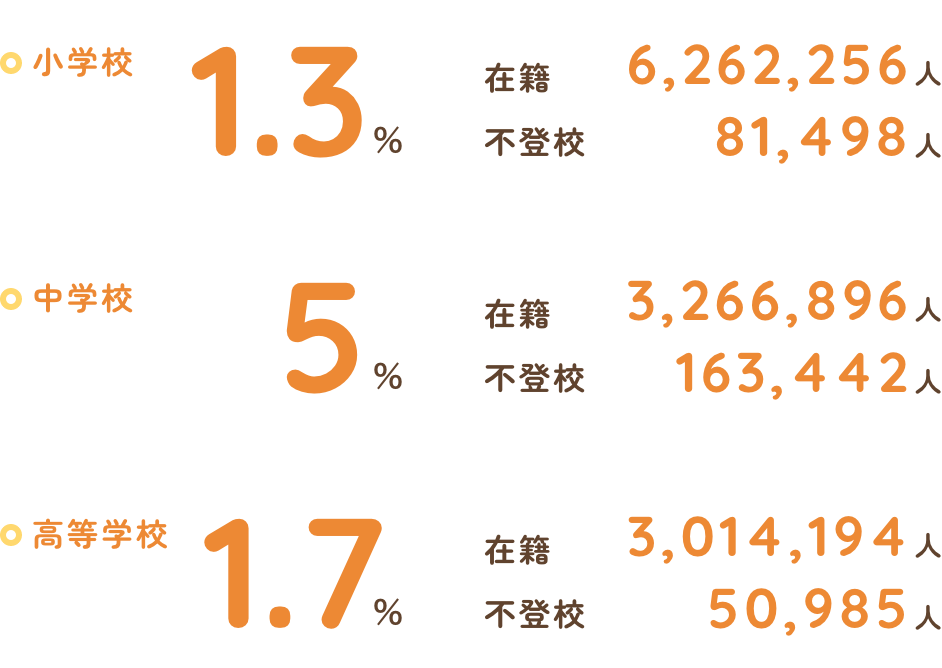 小学校 1.3% 在籍 6,262,256人
不登校 81,498人
中学校 5% 在籍 3,266,896人
不登校 163,442人
高等学校 1.7% 在籍 3,014,194人
不登校 50,985人